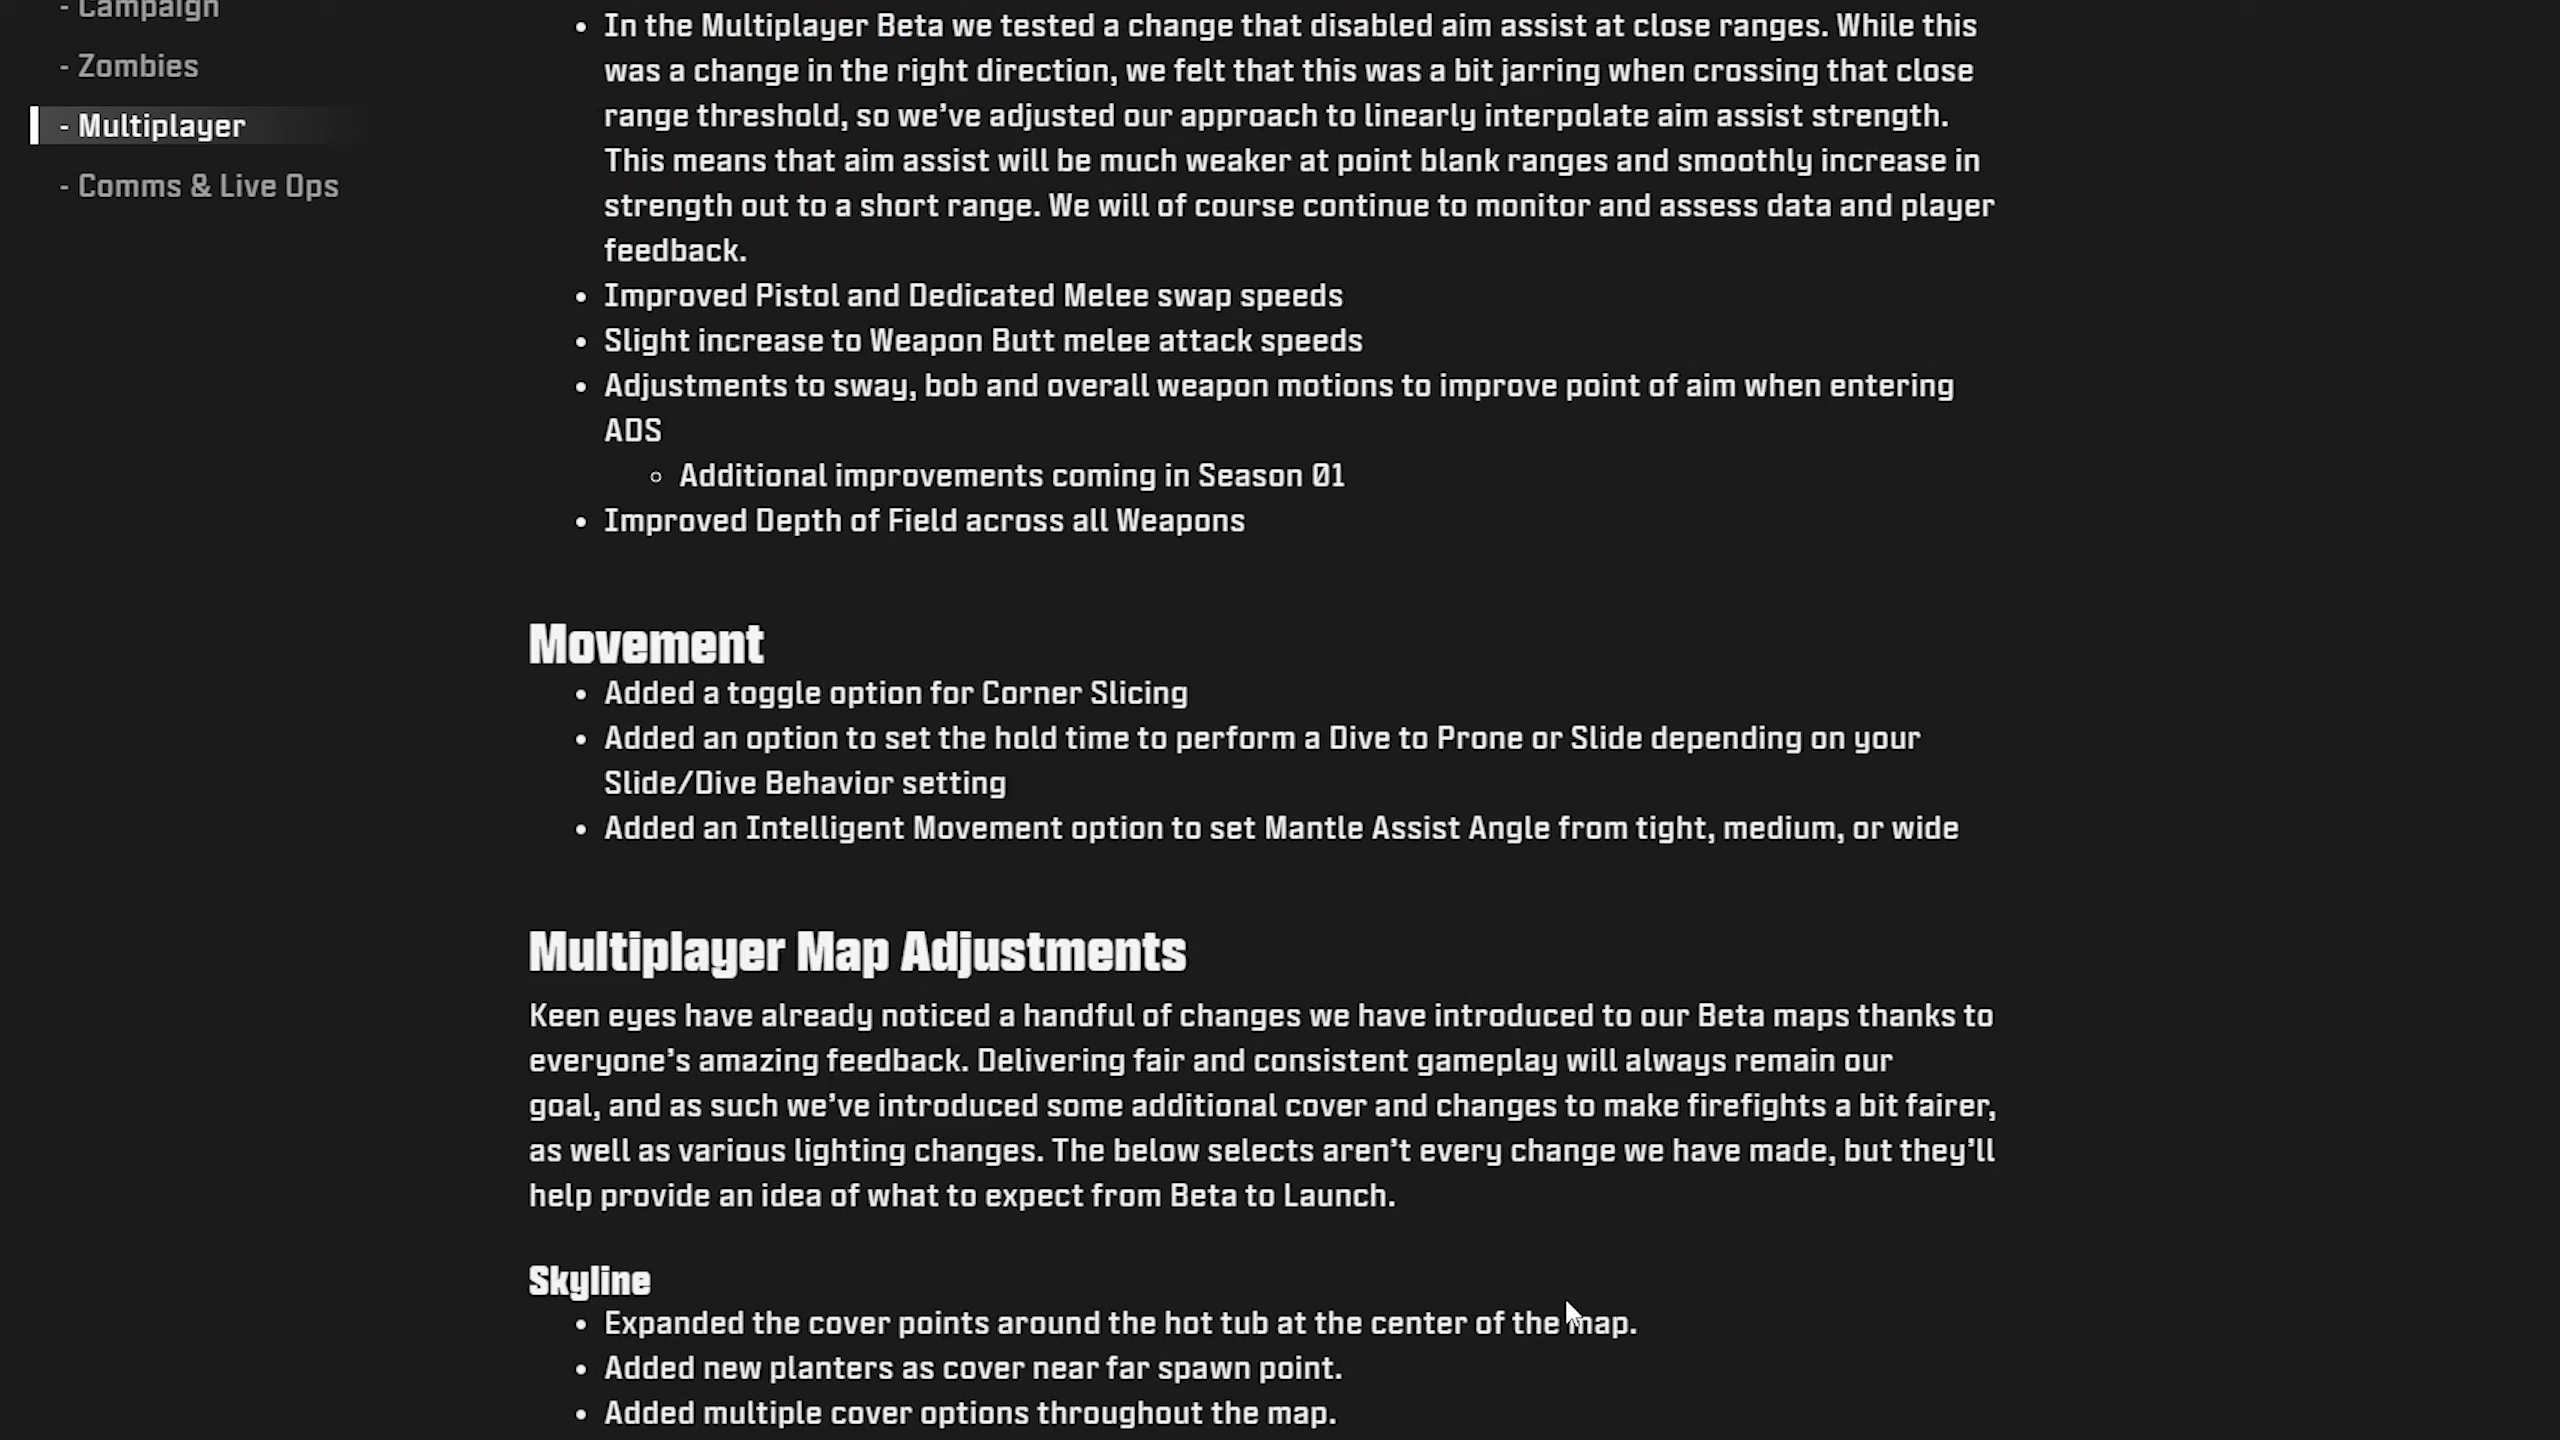 - Campaign
- Zombies
- Multiplayer
- Comms & Live Ops
• In the Multiplayer Beta we tested a change that disabled aim assist at close ranges. While this
was a change in the right direction, we felt that this was a bit jarring when crossing that close
range threshold, so we’ve adjusted our approach to linearly interpolate aim assist strength.
This means that aim assist will be much weaker at point blank ranges and smoothly increase in
strength out to a short range. We will of course continue to monitor and assess data and player
feedback.
• Improved Pistol and Dedicated Melee swap speeds
• Slight increase to Weapon Butt melee attack speeds
• Adjustments to sway, bob and overall weapon motions to improve point of aim when entering
ADS
◦ Additional improvements coming in Season 01
• Improved Depth of Field across all Weapons
Movement
• Added a toggle option for Corner Slicing
• Added an option to set the hold time to perform a Dive to Prone or Slide depending on your
Slide/Dive Behavior setting
• Added an Intelligent Movement option to set Mantle Assist Angle from tight, medium, or wide
Multiplayer Map Adjustments
Keen eyes have already noticed a handful of changes we have introduced to our Beta maps thanks to
everyone’s amazing feedback. Delivering fair and consistent gameplay will always remain our
goal, and as such we’ve introduced some additional cover and changes to make firefights a bit fairer,
as well as various lighting changes. The below selects aren’t every change we have made, but they’ll
help provide an idea of what to expect from Beta to Launch.
Skyline
• Expanded the cover points around the hot tub at the center of the map.
• Added new planters as cover near far spawn point.
• Added multiple cover options throughout the map.